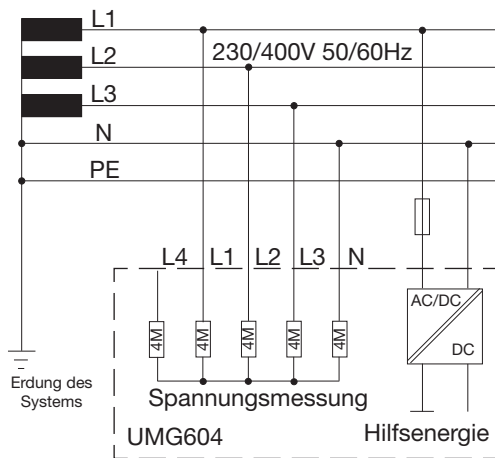 L1
L2
230/400V 50/60Hz
L3
N
PE
L4 L1 L2 L3 N
AC/DC
DC
4M 4M 4M 4M 4M
Erdung des
Systems
Spannungsmessung
UMG604
Hilfsenergie